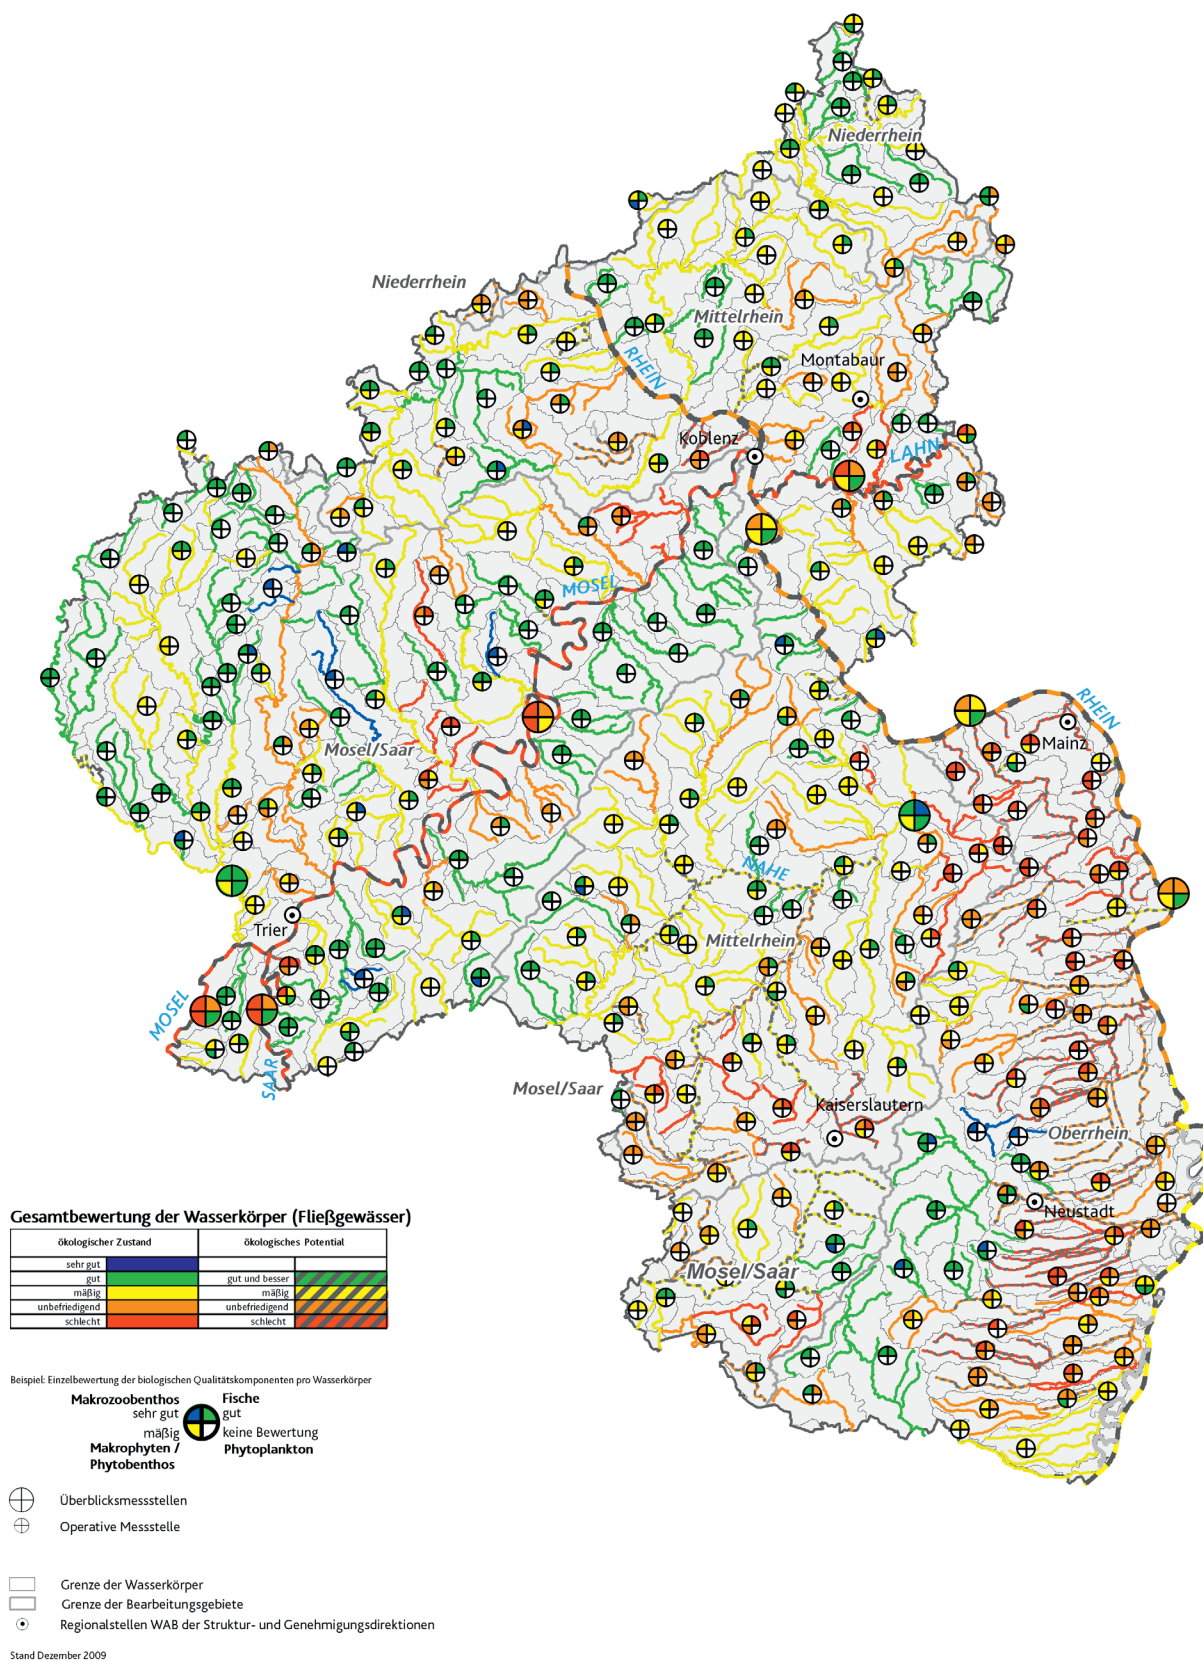 Niederrhein
Niederrhein
Mittelrhein
RHEIN
Montabaur
Koblenz
LAHN
MOSEL
RHEIN
Mainz
Mosel/Saar
NAHE
Trier
Mittelrhein
MOSEL
SAAR
Mosel/Saar
Kaiserslautern
Oberrhein
Neustadt
Mosel/Saar
Gesamtbewertung der Wasserkörper (Fließgewässer)
ökologischer Zustand ökologisches Potential
sehr gut
gut gut und besser
mäßig mäßig
unbefriedigend unbefriedigend
schlecht schlecht
Beispiel: Einzelbewertung der biologischen Qualitätskomponenten pro Wasserkörper
Makrozoobenthos Fische
sehr gut gut
mäßig keine Bewertung
Makrophyten / Phytoplankton
Phytobenthos
Überblicksmessstellen
Operative Messstelle
Grenze der Wasserkörper
Grenze der Bearbeitungsgebiete
Regionalstellen WAB der Struktur- und Genehmigungsdirektionen
Stand Dezember 2009